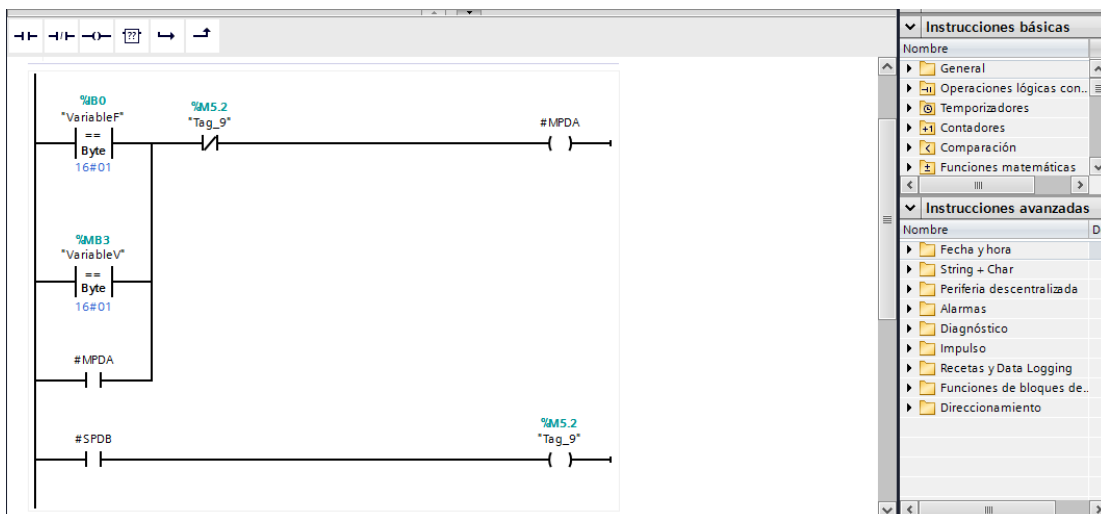 %IB0
"VariableF"
==
Byte
16#01
%M5.2
"Tag_9"
#MPDA
%MB3
"VariableV"
==
Byte
16#01
#MPDA
#SPDB
%M5.2
"Tag_9"
Instrucciones básicas
Nombre
General
Operaciones lógicas con..
Temporizadores
Contadores
Comparación
Funciones matemáticas
Instrucciones avanzadas
Nombre D
Fecha y hora
String + Char
Periferia descentralizada
Alarmas
Diagnóstico
Impulso
Recetas y Data Logging
Funciones de bloques de..
Direccionamiento